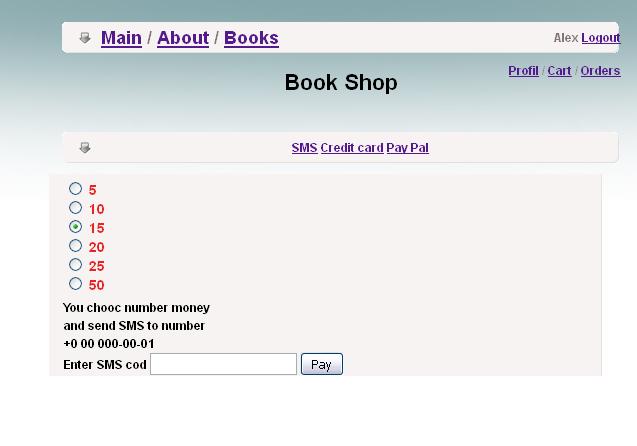 Main / About / Books
Alex Logout
Profil / Cart / Orders
Book Shop
SMS Credit card Pay Pal
5
10
15
20
25
50
You chooc number money
and send SMS to number
+0 00 000-00-01
Enter SMS cod
Pay